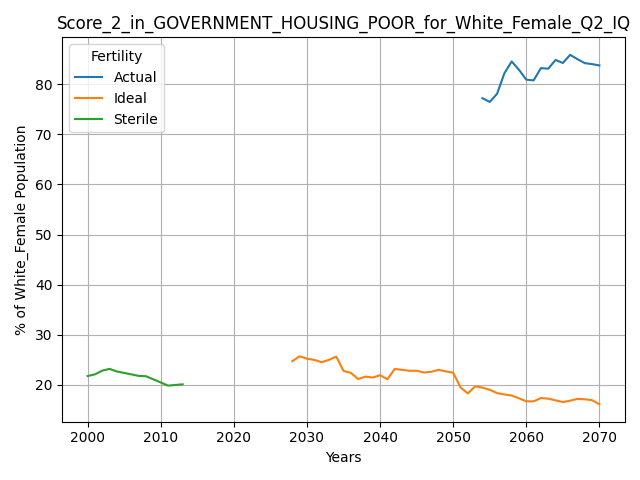 Score_2_in_GOVERNMENT_HOUSING_POOR_for_White_Female_Q2_IQ
Fertility
Actual
Ideal
Sterile
% of White_Female Population
80
70
60
50
40
30
20
2000 2010 2020 2030 2040 2050 2060 2070
Years